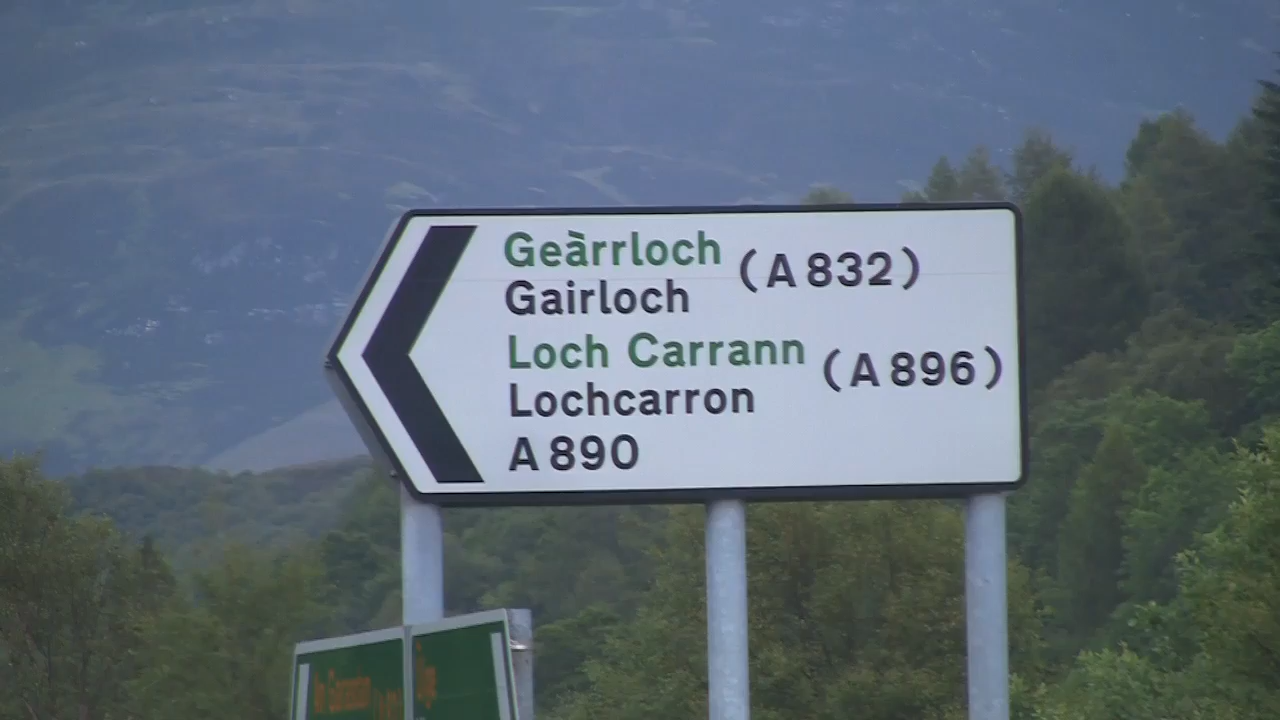 Geàrrloch
Gairloch (A 832)
Loch Carrann
Lochcarron (A 896)
A 890